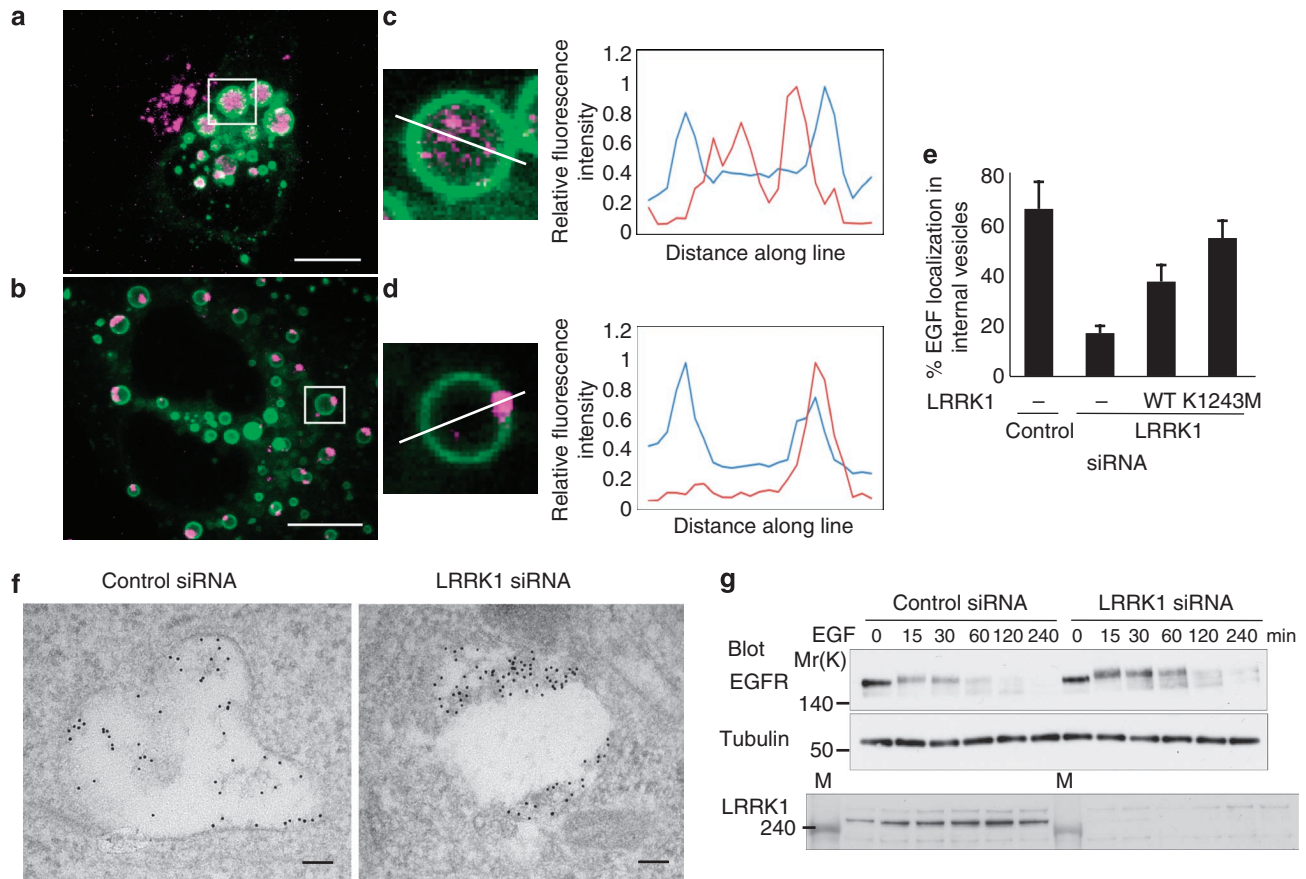 a
c
Relative fluorescence
intensity
1.2
1
0.8
0.6
0.4
0.2
0
Distance along line
b
d
Relative fluorescence
intensity
1.2
1
0.8
0.6
0.4
0.2
0
Distance along line
e
% EGF localization in
internal vesicles
80
60
40
20
0
LRRK1 – – WT K1243M
Control LRRK1
siRNA
f
Control siRNA LRRK1 siRNA
g
Control siRNA LRRK1 siRNA
EGF 0 15 30 60 120 240 0 15 30 60 120 240 min
Blot
Mr(K)
EGFR
140
Tubulin
50
M M
LRRK1
240